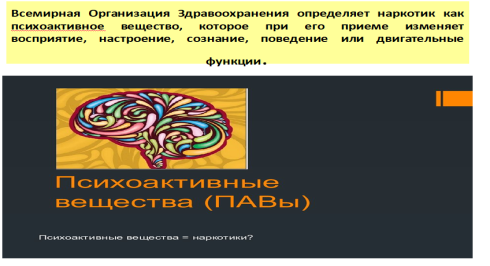 Всемирная Организация Здравоохранения определяет наркотик как
психоактивное вещество, которое при его приеме изменяет
восприятие, настроение, сознание, поведение или двигательные
функции.
Психоактивные
вещества (ПАВы)
Психоактивные вещества = наркотики?